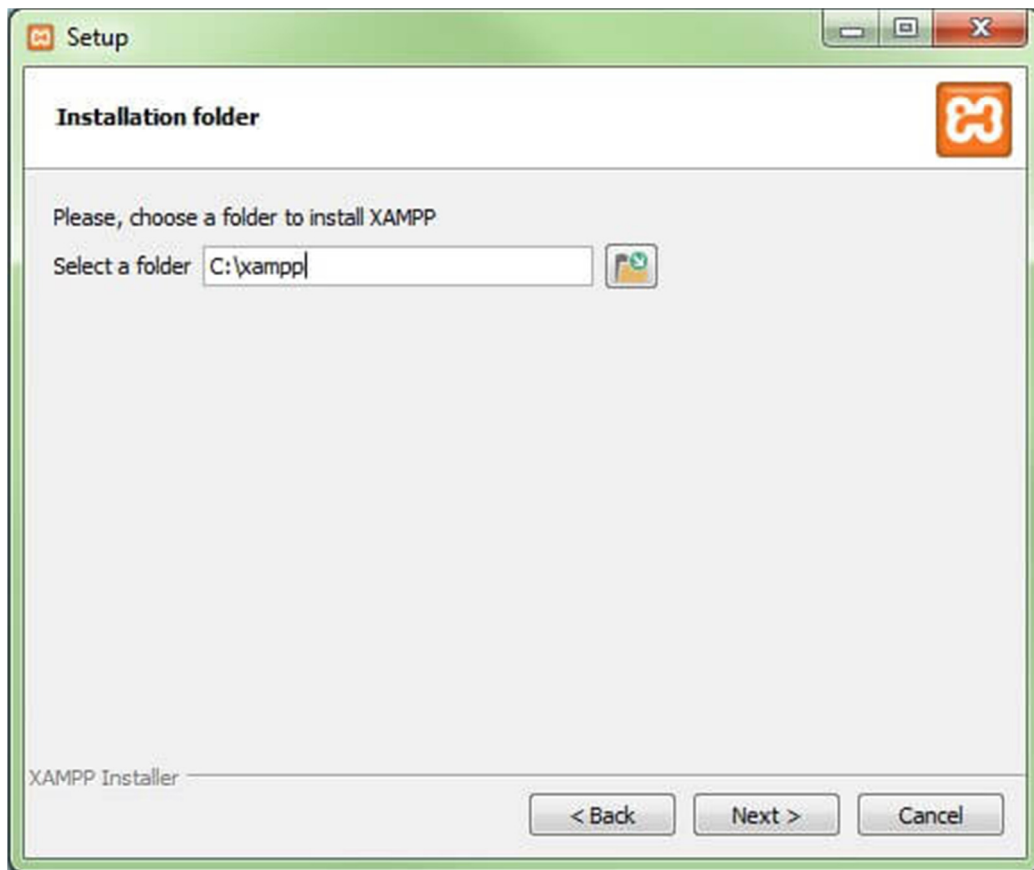 Setup
Installation folder
Please, choose a folder to install XAMPP
Select a folder C:\xampp
XAMPP Installer
< Back Next > Cancel